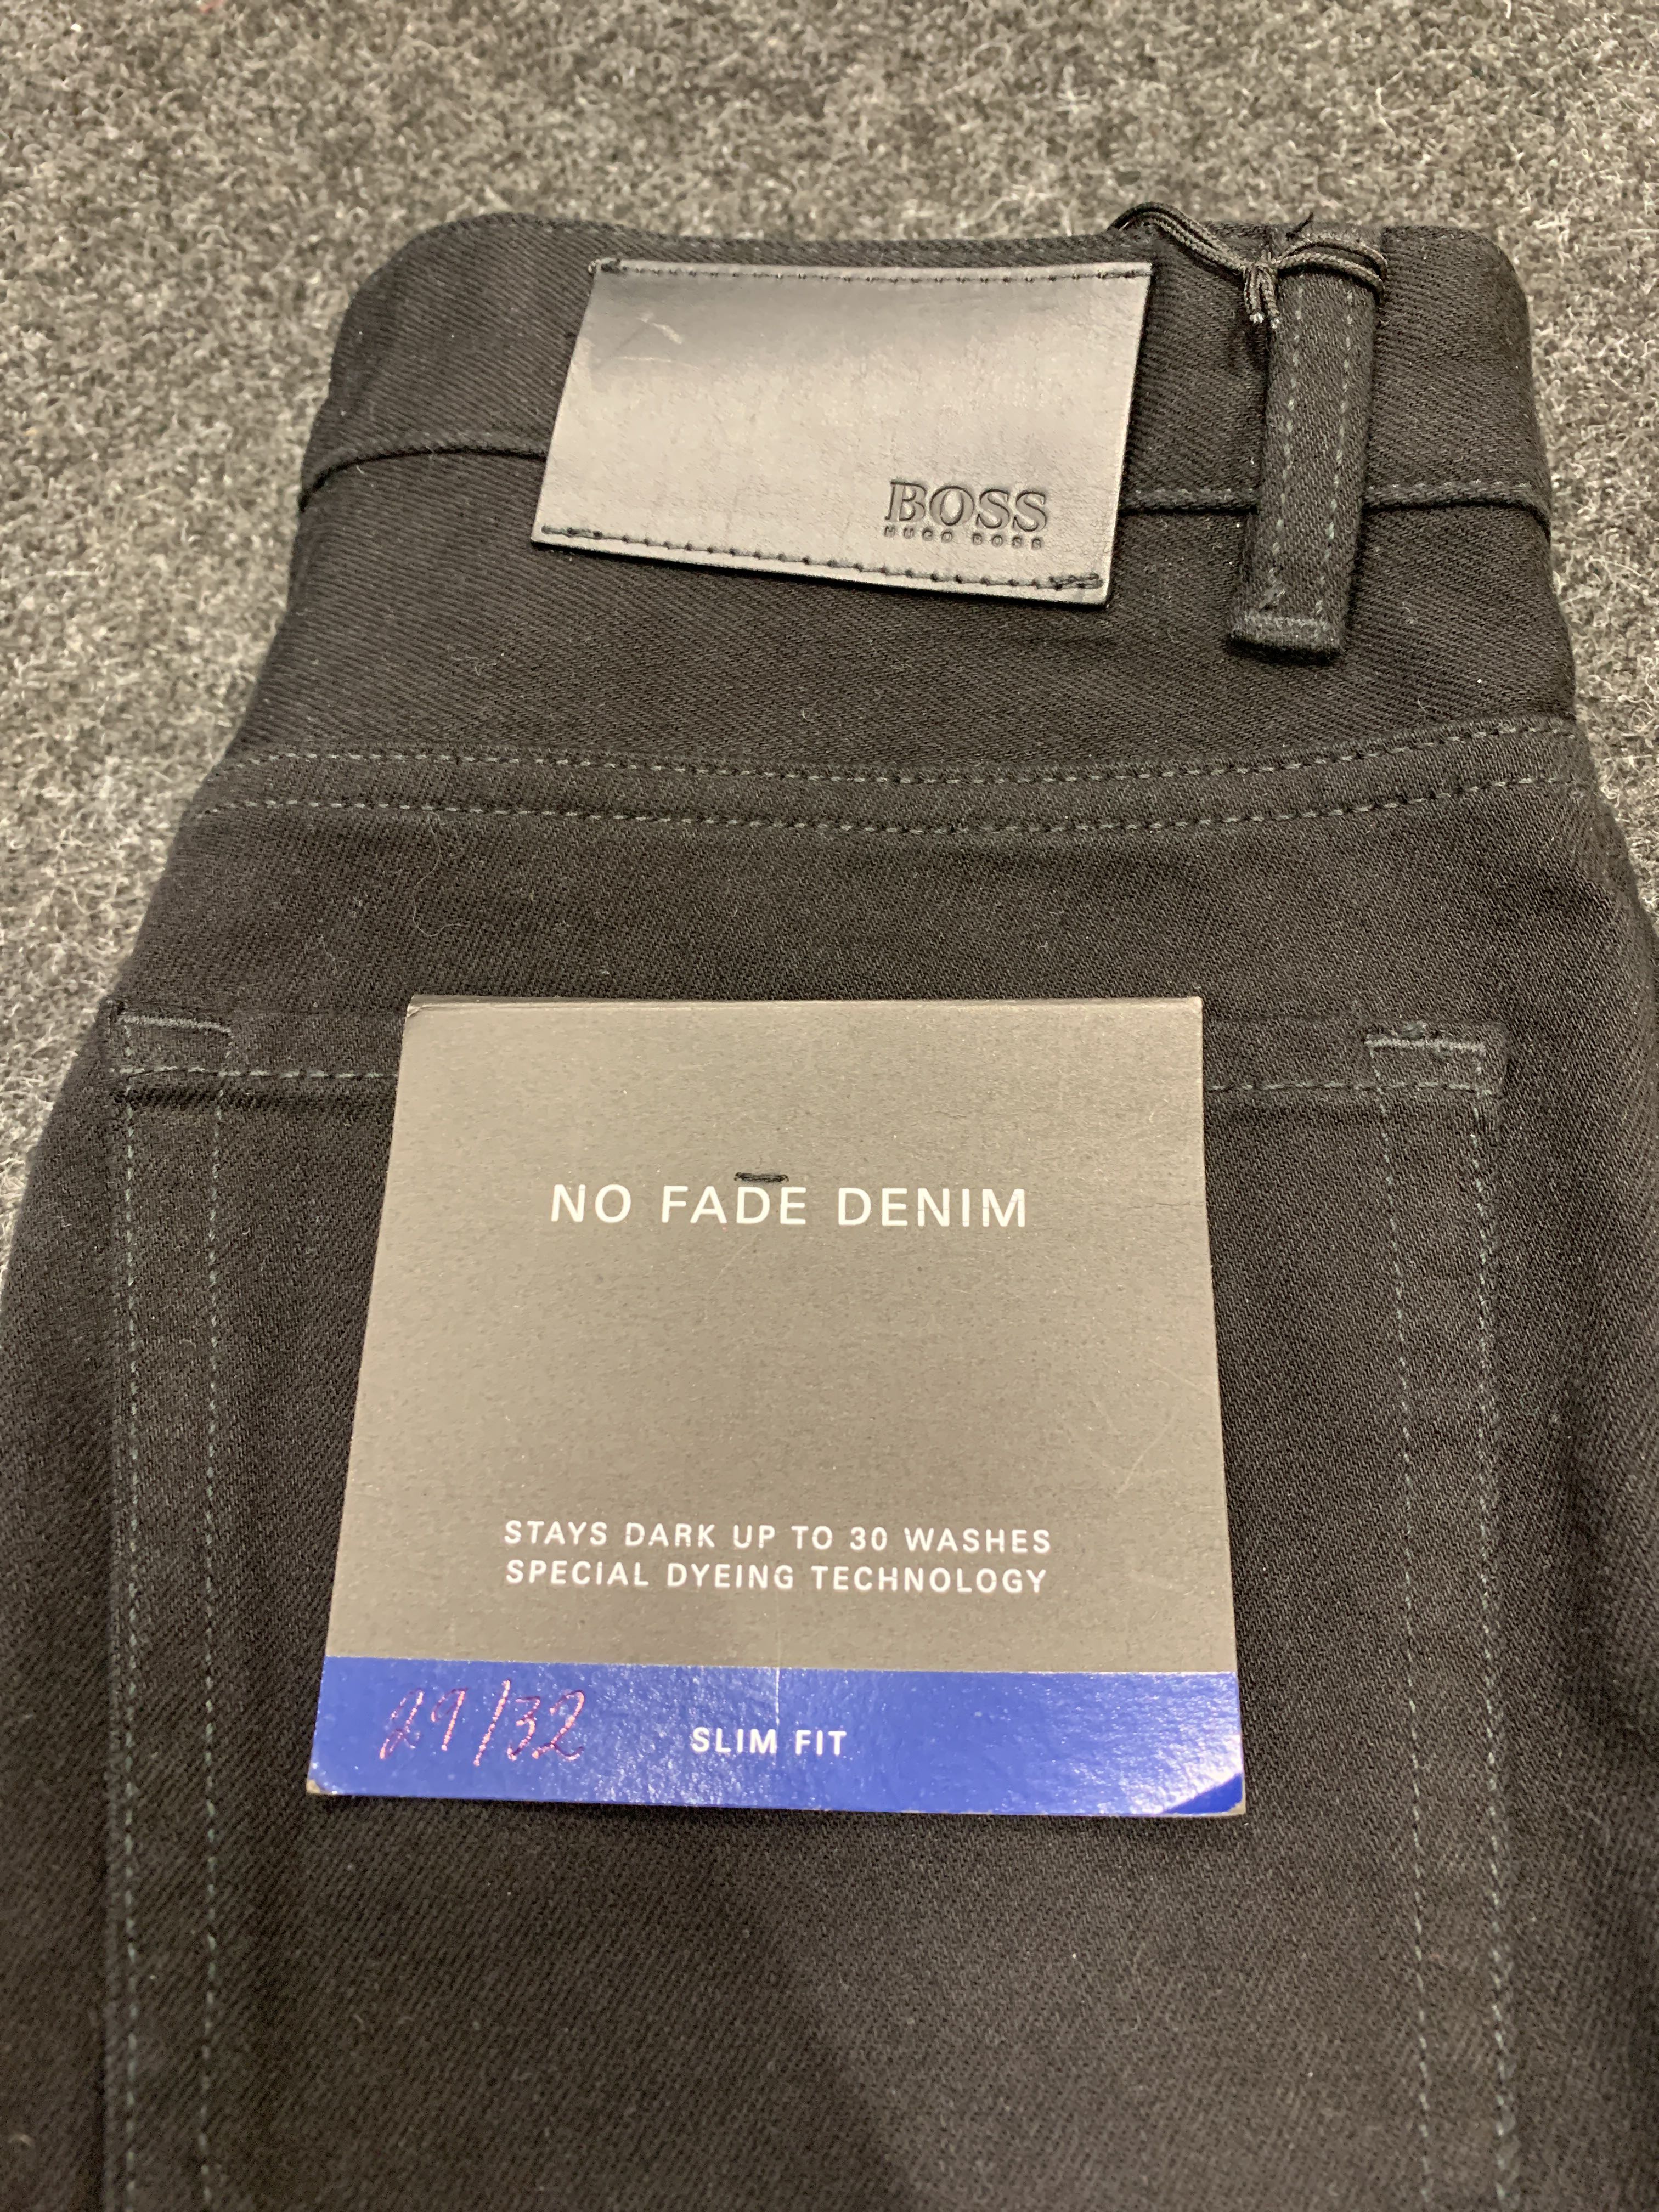 BOSS
HUGO BOSS
NO FADE DENIM
STAYS DARK UP TO 30 WASHES
SPECIAL DYEING TECHNOLOGY
29/32
SLIM FIT